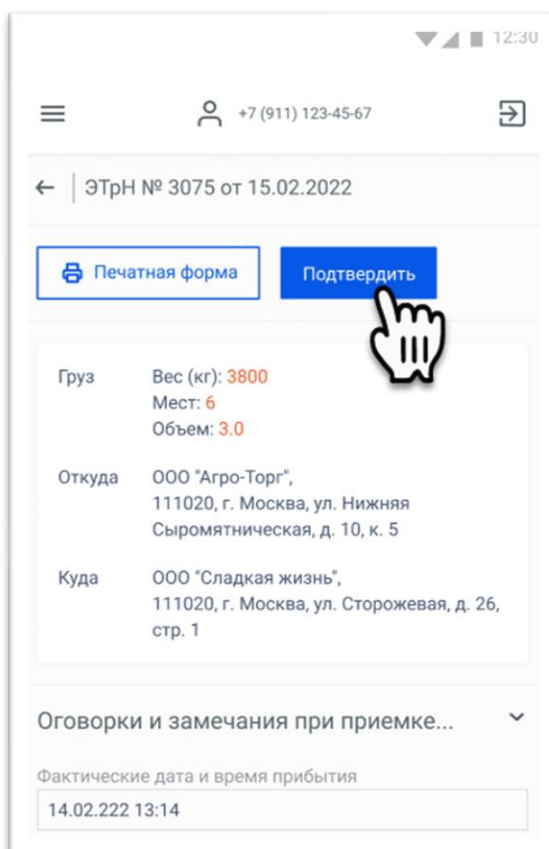 12:30
+7 (911) 123-45-67
ЭТрН № 3075 от 15.02.2022
Печатная форма
Подтвердить
Груз
Вес (кг): 3800
Мест: 6
Объем: 3.0
Откуда
ООО "Агро-Торг",
111020, г. Москва, ул. Нижняя
Сыромятническая, д. 10, к. 5
Куда
ООО "Сладкая жизнь",
111020, г. Москва, ул. Сторожевая, д. 26,
стр. 1
Оговорки и замечания при приемке...
Фактические дата и время прибытия
14.02.222 13:14